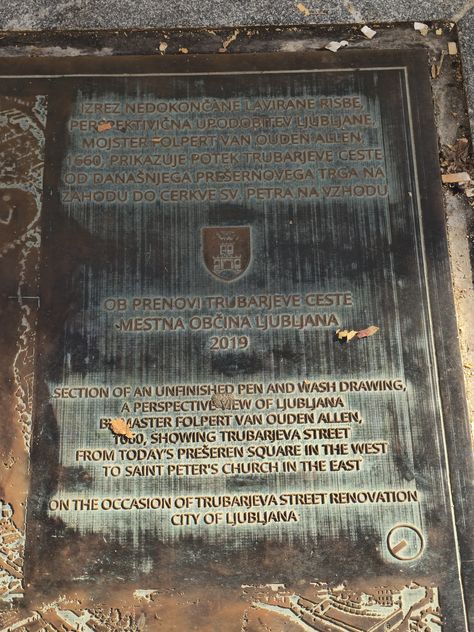 IZREZ NEDOKONČANE LAVIRANE RISBE,
PERSPEKTIVIČNA UPODOBITEV LJUBLJANE,
MOJSTER FOLPERT VAN OUDEN ALLEN,
1660, PRIKAZUJE POTEK TRUBARJEVE CESTE
OD DANAŠNJEGA PREŠERNOVEGA TRGA NA
ZAHODU DO CERKVE SV. PETRA NA VZHODU
OB PRENOVI TRUBARJEVE CESTE
MESTNA OBČINA LJUBLJANA
2019
SECTION OF AN UNFINISHED PEN AND WASH DRAWING,
A PERSPECTIVE VIEW OF LJUBLJANA
BY MASTER FOLPERT VAN OUDEN ALLEN,
1660, SHOWING TRUBARJEVA STREET
FROM TODAY'S PREŠEREN SQUARE IN THE WEST
TO SAINT PETER'S CHURCH IN THE EAST
ON THE OCCASION OF TRUBARJEVA STREET RENOVATION
CITY OF LJUBLJANA